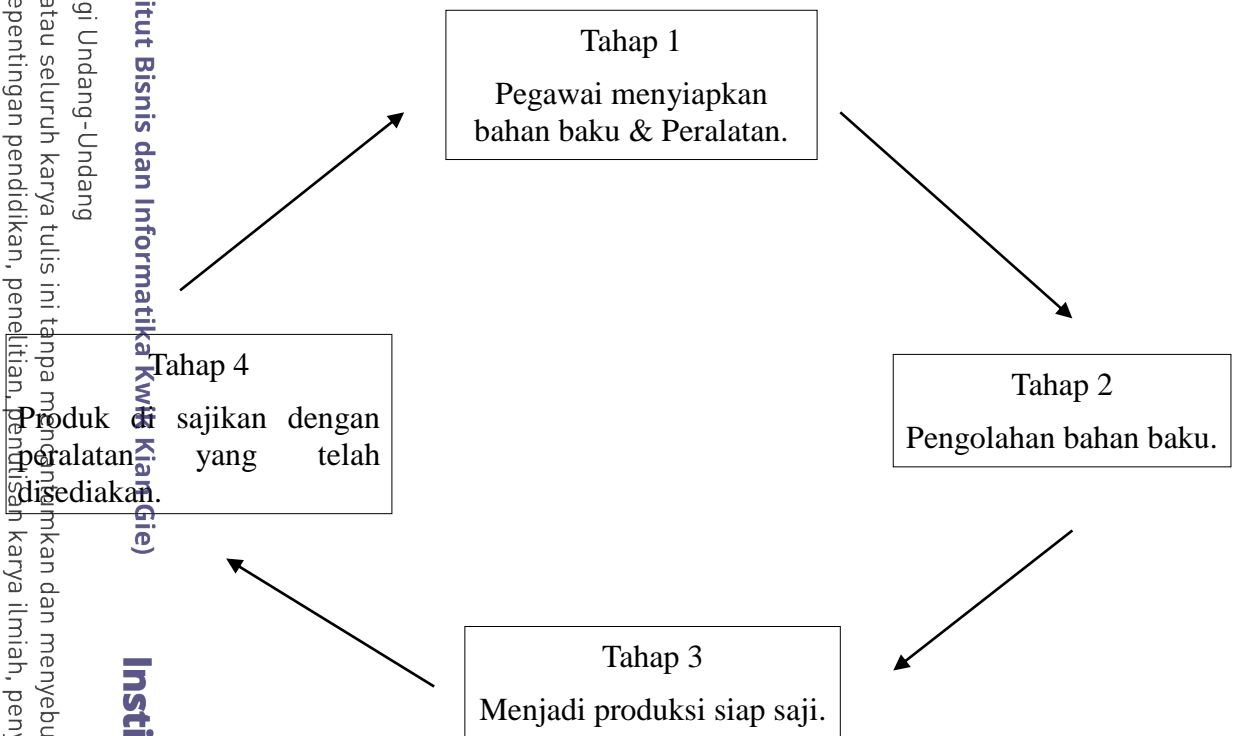 Tahap 1
Pegawai menyiapkan
bahan baku & Peralatan.
Tahap 2
Pengolahan bahan baku.
Tahap 3
Menjadi produksi siap saji.
Tahap 4
Produk di sajikan dengan
peralatan yang telah
disediakan.
itut Bisnis dan Informatika Kwik Kian Gie)
Insti
gi Undang-Undang
atau seluruh karya tulis ini tanpa mencantumkan dan menyebu
epentingan pendidikan, penelitian, penulisan karya ilmiah, peny